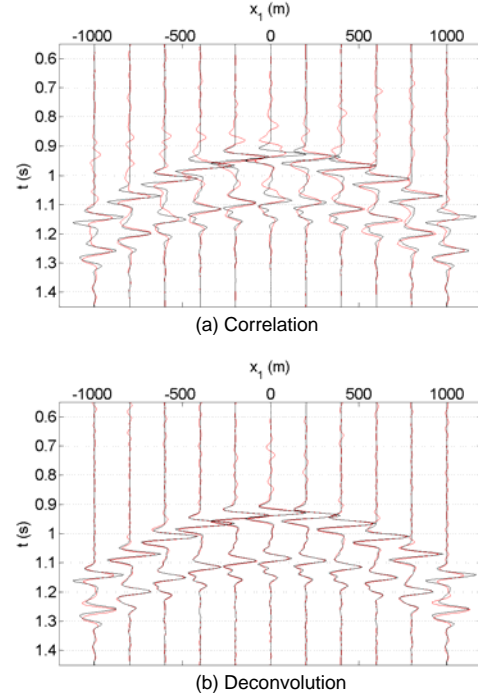 x1 (m)
-1000 -500 0 500 1000
0.6
0.7
0.8
0.9
1
1.1
1.2
1.3
1.4
t (s)
(a) Correlation
x1 (m)
-1000 -500 0 500 1000
0.6
0.7
0.8
0.9
1
1.1
1.2
1.3
1.4
t (s)
(b) Deconvolution